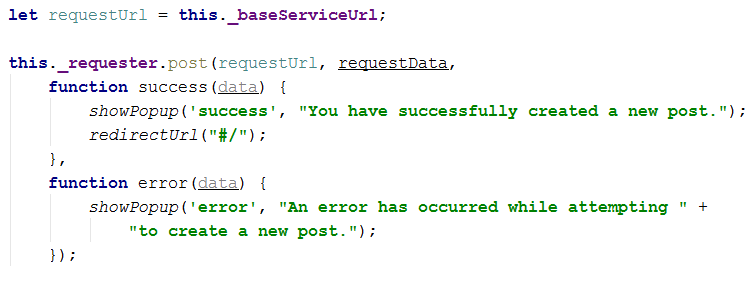 let requestUrl = this._baseServiceUrl;
this._requester.post(requestUrl, requestData,
function success(data) {
showPopup('success', "You have successfully created a new post.");
redirectUrl("#/");
},
function error(data) {
showPopup('error', "An error has occurred while attempting " +
"to create a new post.");
});